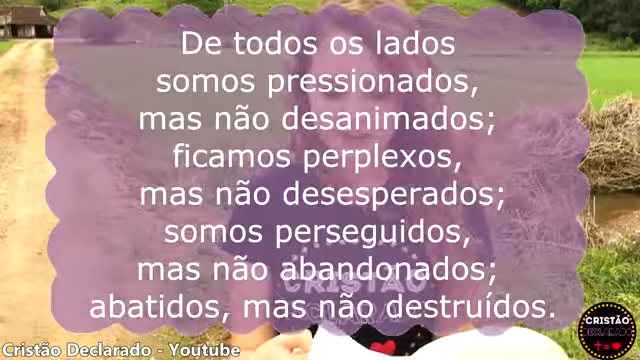 De todos os lados
somos pressionados,
mas não desanimados;
ficamos perplexos,
mas não desesperados;
somos perseguidos,
mas não abandonados;
abatidos, mas não destruídos.
CRISTÃO
CRISTÃO
DECLARADO
Cristão Declarado - Youtube